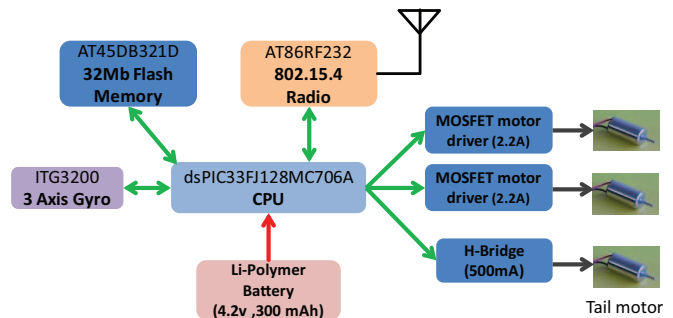 AT45DB321D
32Mb Flash
Memory
AT86RF232
802.15.4
Radio
MOSFET motor
driver (2.2A)
ITG3200
3 Axis Gyro
dsPIC33FJ128MC706A
CPU
MOSFET motor
driver (2.2A)
H-Bridge
(500mA)
Li-Polymer
Battery
(4.2v ,300 mAh)
Tail motor